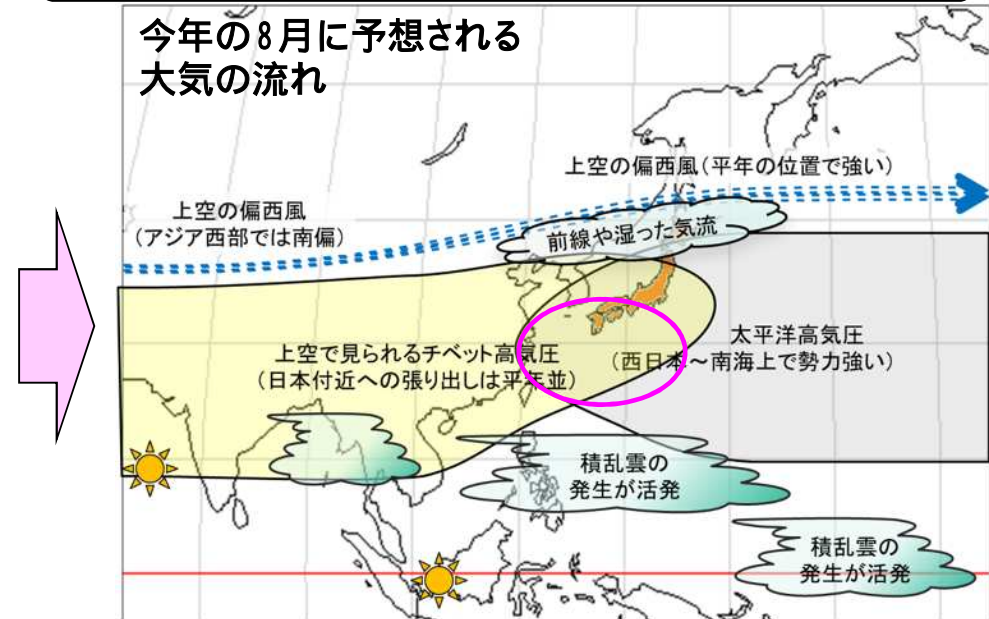 今年の8月に予想される
大気の流れ
上空の偏西風(平年の位置で強い)
上空の偏西風
(アジア西部では南偏)
前線や湿った気流
太平洋高気圧
(西日本～南海上で勢力強い)
上空で見られるチベット高気圧
(日本付近への張り出しは平年並)
積乱雲の
発生が活発
積乱雲の
発生が活発